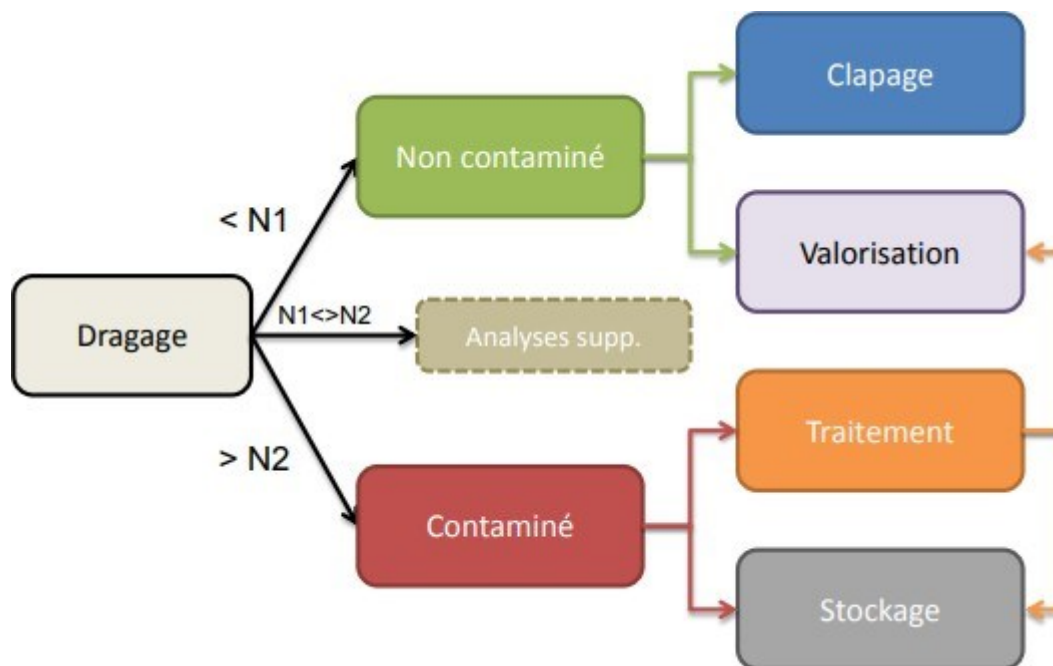 Clapage
Non contaminé
< N1
Valorisation
N1<>N2
Dragage
Analyses supp.
Traitement
> N2
Contaminé
Stockage